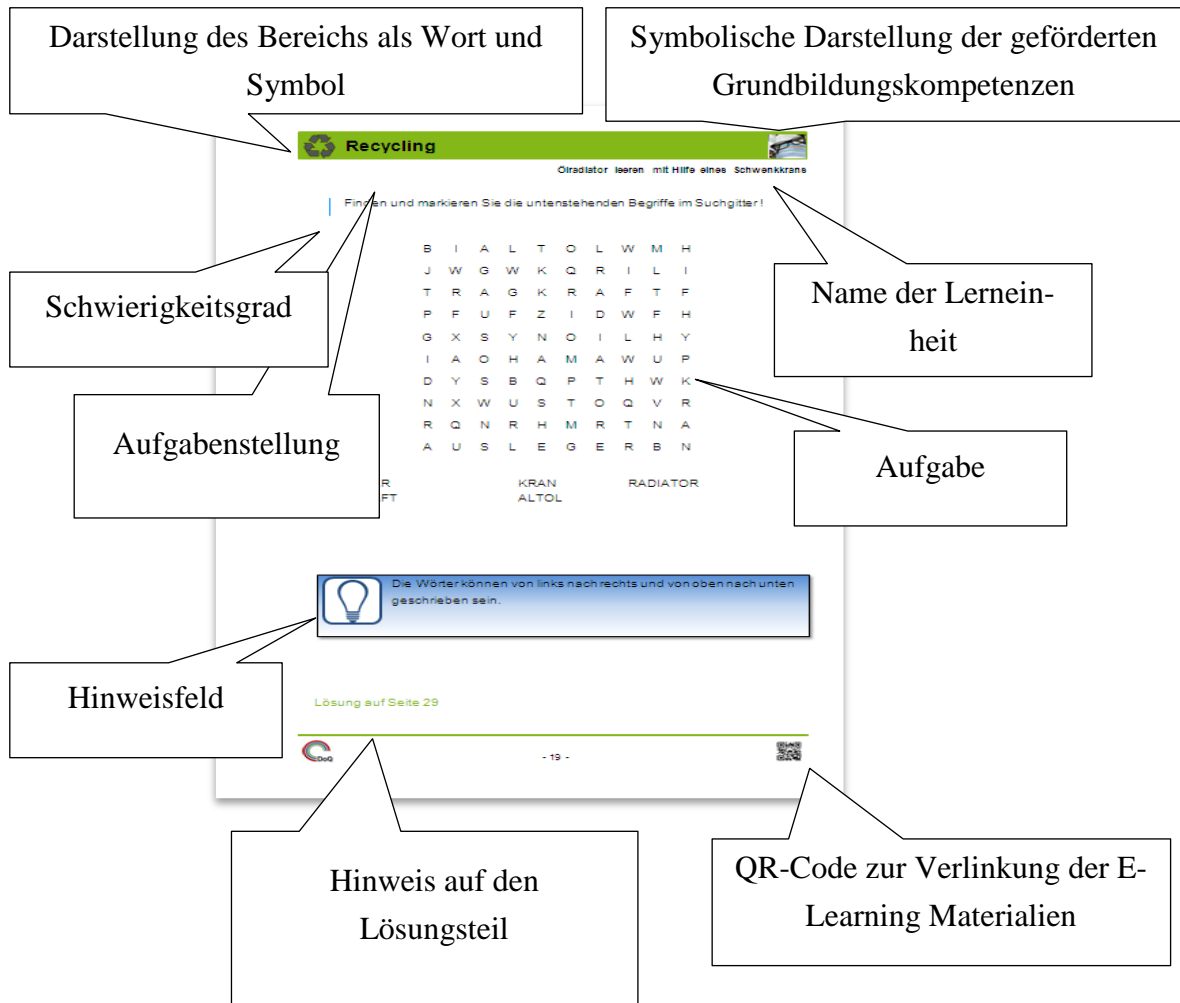 Darstellung des Bereichs als Wort und
Symbol
Symbolische Darstellung der geförderten
Grundbildungskompetenzen
Recycling
Ölradiator leeren mit Hilfe eines Schwenkkrans
Finden und markieren Sie die untenstehenden Begriffe im Suchgitter!
B I A L T O L W M H
J W G W K Q R I L I
T R A G K R A F T F
P F U F Z I D W F H
G X S Y N O I L H Y
I A O H A M A W U P
D Y S B Q P T H W K
N X W U S T O Q V R
R Q N R H M R T N A
A U S L E G E R B N
Schwierigkeitsgrad
Name der Lernein-
heit
Aufgabenstellung
Aufgabe
R KRAN RADIATOR
FT ALTOL
Die Wörter können von links nach rechts und von oben nach unten
geschrieben sein.
Hinweisfeld
Lösung auf Seite 29
DoQ
- 19 -
Hinweis auf den
Lösungsteil
QR-Code zur Verlinkung der E-
Learning Materialien